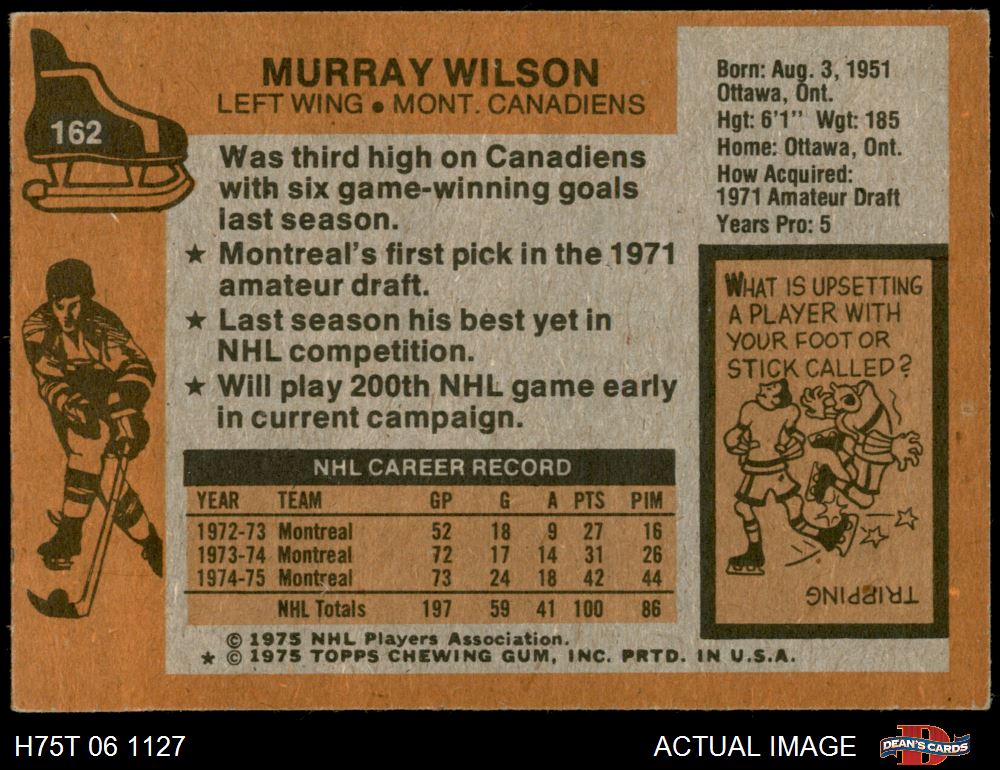 162
MURRAY WILSON
LEFT WING ● MONT. CANADIENS
Was third high on Canadiens
with six game-winning goals
last season.
★ Montreal's first pick in the 1971
amateur draft.
★ Last season his best yet in
NHL competition.
★ Will play 200th NHL game early
in current campaign.
Born: Aug. 3, 1951
Ottawa, Ont.
Hgt: 6'1" Wgt: 185
Home: Ottawa, Ont.
How Acquired:
1971 Amateur Draft
Years Pro: 5
WHAT IS UPSETTING
A PLAYER WITH
YOUR FOOT OR
STICK CALLED?
TRIPPING
NHL CAREER RECORD
YEAR TEAM GP G A PTS PIM
1972-73 Montreal 52 18 9 27 16
1973-74 Montreal 72 17 14 31 26
1974-75 Montreal 73 24 18 42 44
NHL Totals 197 59 41 100 86
© 1975 NHL Players Association.
★ © 1975 TOPPS CHEWING GUM, INC. PRTD. IN U.S.A.
H75T 06 1127
ACTUAL IMAGE
D
DEAN'S CARDS